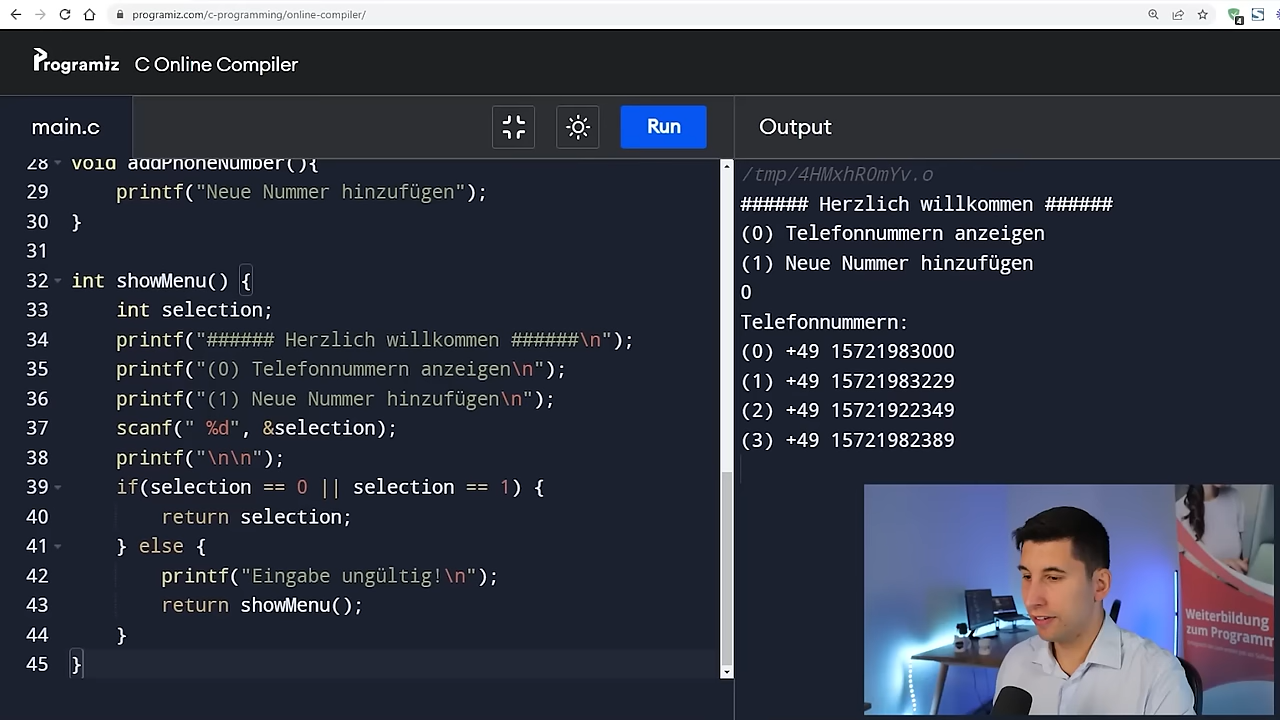 programiz.com/c-programming/online-compiler/
4
Programiz C Online Compiler
main.c
Run
Output
28 void addPhoneNumber(){
29 printf("Neue Nummer hinzufügen");
30 }
31
32 int showMenu() {
33 int selection;
34 printf("###### Herzlich willkommen ######\n");
35 printf("(0) Telefonnummern anzeigen\n");
36 printf("(1) Neue Nummer hinzufügen\n");
37 scanf(" %d", &selection);
38 printf("\n\n");
39 if(selection == 0 || selection == 1) {
40 return selection;
41 } else {
42 printf("Eingabe ungültig!\n");
43 return showMenu();
44 }
45 }
/tmp/4HMxhROmYv.o
###### Herzlich willkommen ######
(0) Telefonnummern anzeigen
(1) Neue Nummer hinzufügen
0
Telefonnummern:
(0) +49 15721983000
(1) +49 15721983229
(2) +49 15721922349
(3) +49 15721982389
Weiterbildung
zum Programm